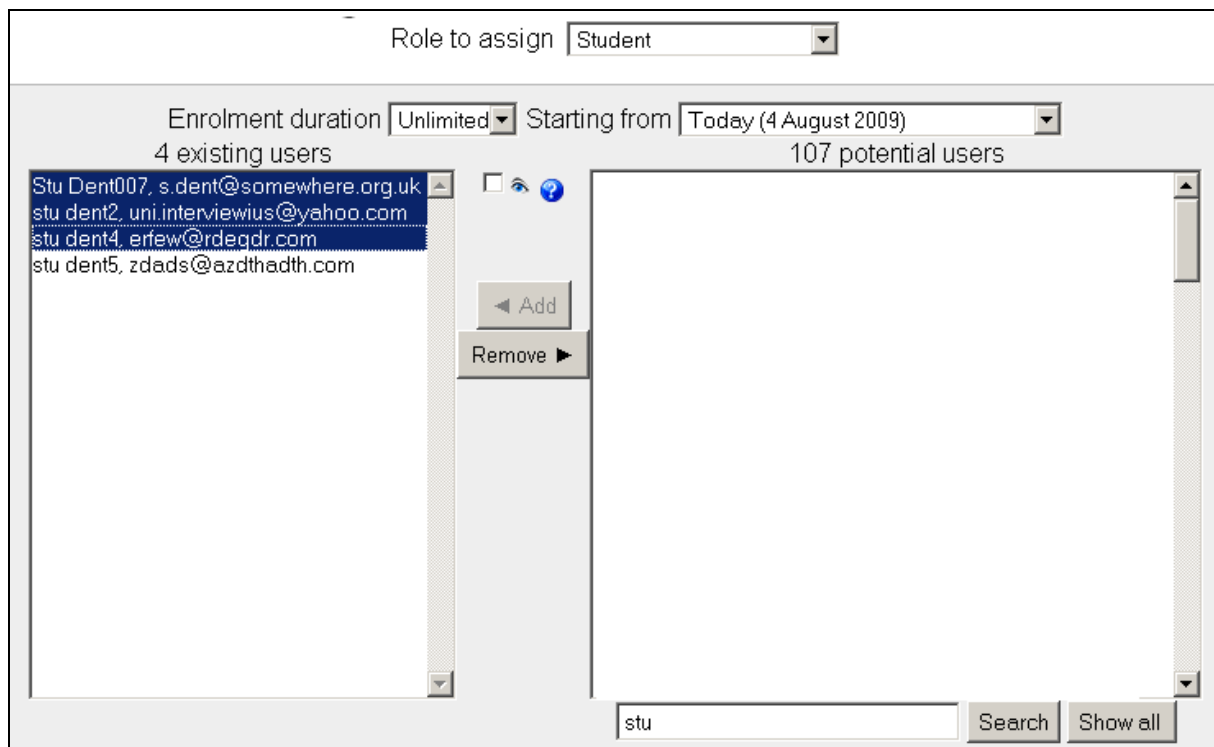 Role to assign Student
Enrolment duration Unlimited Starting from Today (4 August 2009)
4 existing users
107 potential users
Stu Dent007, s.dent@somewhere.org.uk
stu dent2, uni.interviewius@yahoo.com
stu dent4, erfew@rdegdr.com
stu dent5, zdads@azdthadth.com
?
◄ Add
Remove ►
stu Search Show all